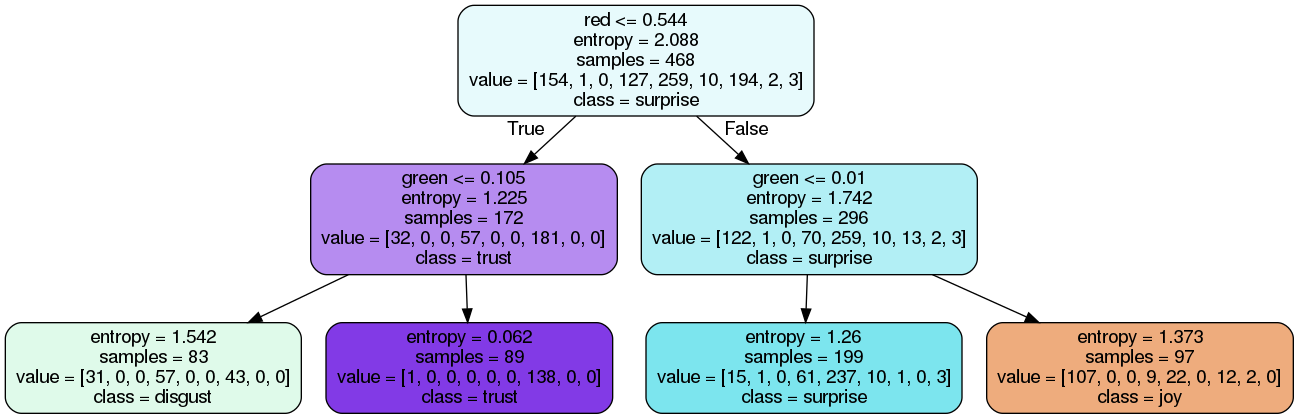 red <= 0.544
entropy = 2.088
samples = 468
value = [154, 1, 0, 127, 259, 10, 194, 2, 3]
class = surprise
True
False
green <= 0.105
entropy = 1.225
samples = 172
value = [32, 0, 0, 57, 0, 0, 181, 0, 0]
class = trust
green <= 0.01
entropy = 1.742
samples = 296
value = [122, 1, 0, 70, 259, 10, 13, 2, 3]
class = surprise
entropy = 1.542
samples = 83
value = [31, 0, 0, 57, 0, 0, 43, 0, 0]
class = disgust
entropy = 0.062
samples = 89
value = [1, 0, 0, 0, 0, 0, 138, 0, 0]
class = trust
entropy = 1.26
samples = 199
value = [15, 1, 0, 61, 237, 10, 1, 0, 3]
class = surprise
entropy = 1.373
samples = 97
value = [107, 0, 0, 9, 22, 0, 12, 2, 0]
class = joy